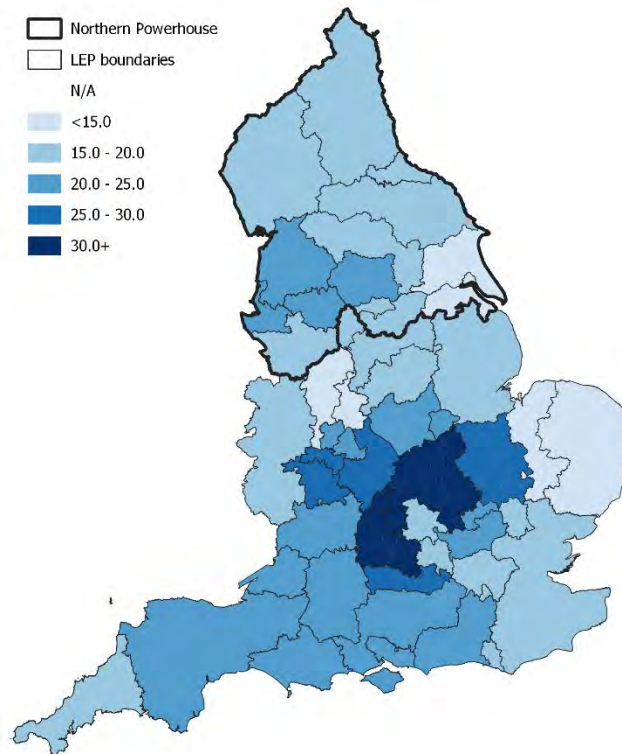 Northern Powerhouse
LEP boundaries
N/A
<15.0
15.0 - 20.0
20.0 - 25.0
25.0 - 30.0
30.0+